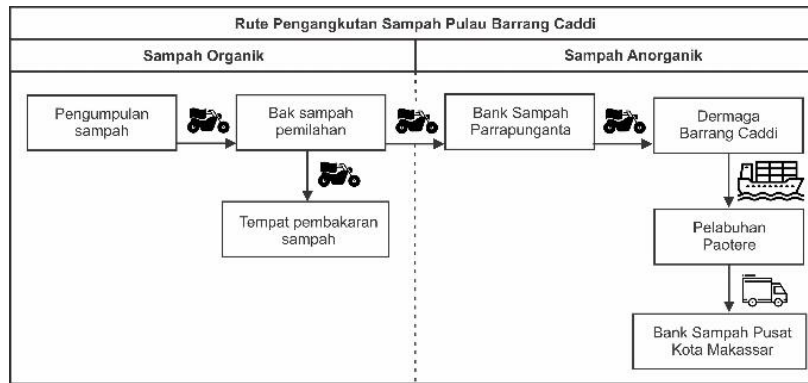 Rute Pengangkutan Sampah Pulau Barrang Caddi
Sampah Organik
Sampah Anorganik
Pengumpulan
sampah
Bak sampah
pemilahan
Bank Sampah
Parrapunganta
Dermaga
Barrang Caddi
Tempat pembakaran
sampah
Pelabuhan
Paotere
Bank Sampah Pusat
Kota Makassar